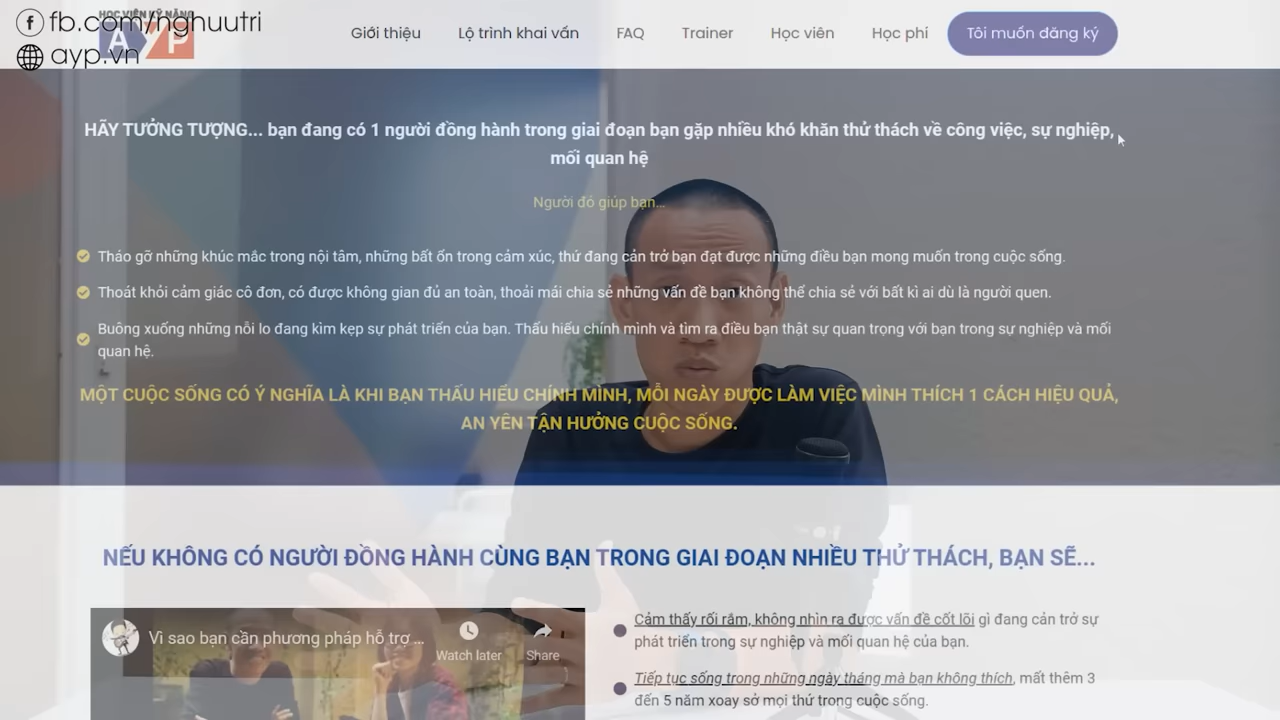 HỌC VIỆN KỸ NĂNG
AYP
fb.com/nghuutri
ayp.vn
Giới thiệu
Lộ trình khai vấn
FAQ
Trainer
Học viên
Học phí
Tôi muốn đăng ký
HÃY TƯỞNG TƯỢNG... bạn đang có 1 người đồng hành trong giai đoạn bạn gặp nhiều khó khăn thử thách về công việc, sự nghiệp,
mối quan hệ
Người đó giúp bạn...
Tháo gỡ những khúc mắc trong nội tâm, những bất ổn trong cảm xúc, thứ đang cản trở bạn đạt được những điều bạn mong muốn trong cuộc sống.
Thoát khỏi cảm giác cô đơn, có được không gian đủ an toàn, thoải mái chia sẻ những vấn đề bạn không thể chia sẻ với bất kì ai dù là người quen.
Buông xuống những nỗi lo đang kìm kẹp sự phát triển của bạn. Thấu hiểu chính mình và tìm ra điều bạn thật sự quan trọng với bạn trong sự nghiệp và mối
quan hệ.
MỘT CUỘC SỐNG CÓ Ý NGHĨA LÀ KHI BẠN THẤU HIỂU CHÍNH MÌNH, MỖI NGÀY ĐƯỢC LÀM VIỆC MÌNH THÍCH 1 CÁCH HIỆU QUẢ,
AN YÊN TẬN HƯỞNG CUỘC SỐNG.
NẾU KHÔNG CÓ NGƯỜI ĐỒNG HÀNH CÙNG BẠN TRONG GIAI ĐOẠN NHIỀU THỬ THÁCH, BẠN SẼ...
Vì sao bạn cần phương pháp hỗ trợ ...
Watch later
Share
Cảm thấy rối rắm, không nhìn ra được vấn đề cốt lõi gì đang cản trở sự
phát triển trong sự nghiệp và mối quan hệ của bạn.
Tiếp tục sống trong những ngày tháng mà bạn không thích, mất thêm 3
đến 5 năm xoay sở mọi thứ trong cuộc sống.